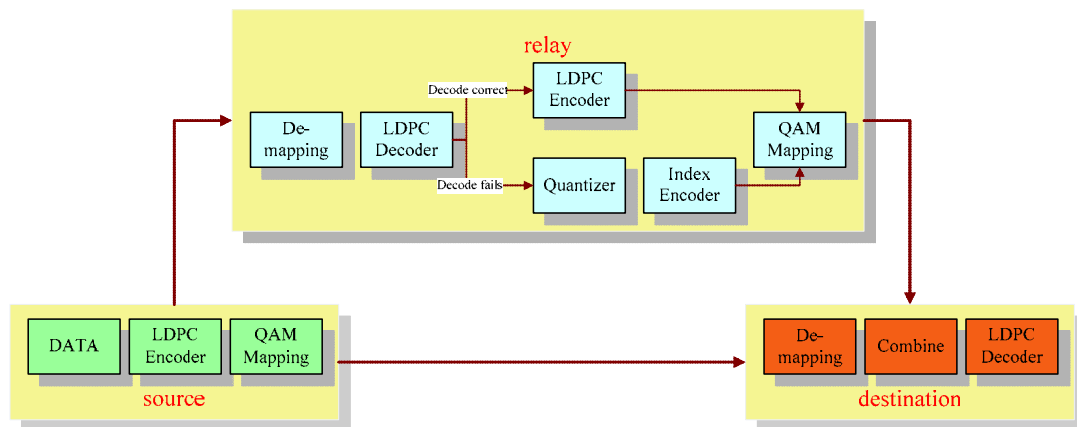 relay
De-
mapping
LDPC
Decoder
Decode correct
LDPC
Encoder
Decode fails
Quantizer
Index
Encoder
QAM
Mapping
DATA
LDPC
Encoder
QAM
Mapping
source
De-
mapping
Combine
LDPC
Decoder
destination